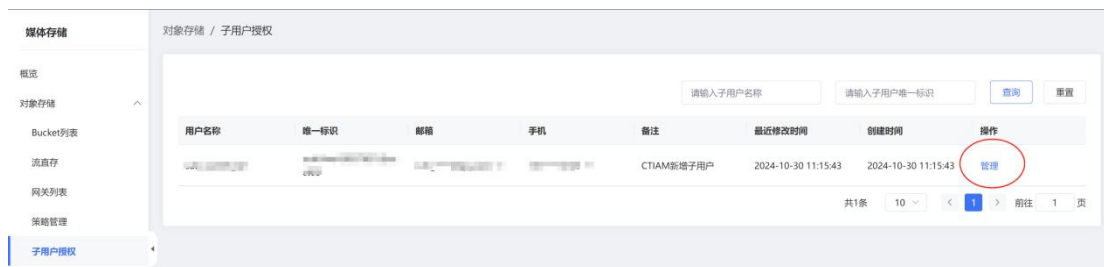 媒体存储
对象存储 / 子用户授权
概览
对象存储
Bucket列表
流直存
网关列表
策略管理
子用户授权
请输入子用户名称 请输入子用户唯一标识 查询 重置
用户名称 唯一标识 邮箱 手机 备注 最近修改时间 创建时间 操作
CTIAM新增子用户 2024-10-30 11:15:43 2024-10-30 11:15:43 管理
共1条 10 < 1 > 前往 1 页